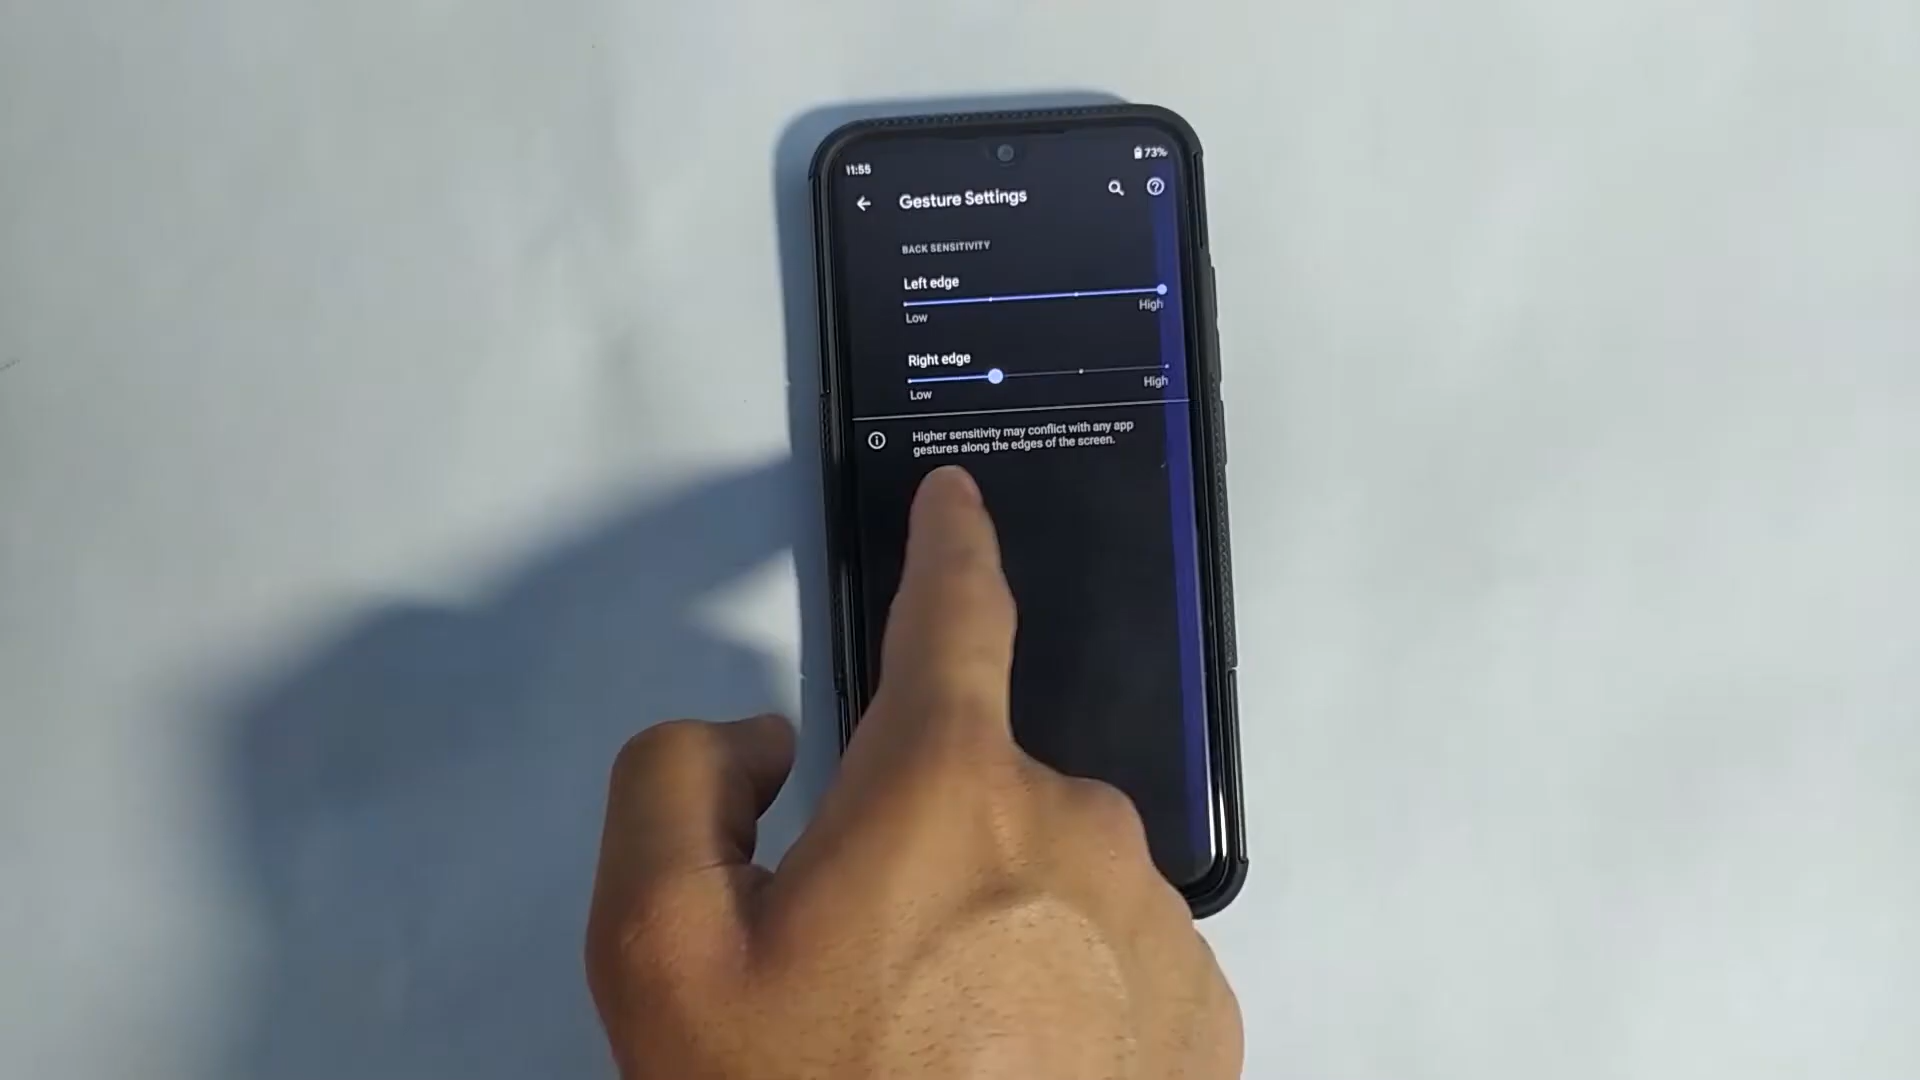 11:55
73%
Gesture Settings
BACK SENSITIVITY
Left edge
Low
High
Right edge
Low
High
Higher sensitivity may conflict with any app
gestures along the edges of the screen.